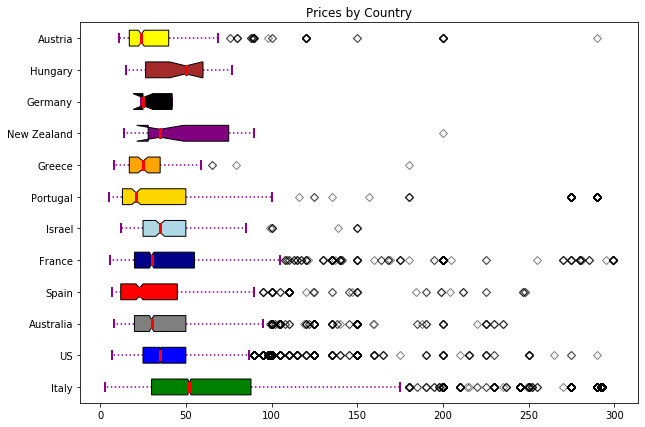 Prices by Country
Austria
Hungary
Germany
New Zealand
Greece
Portugal
Israel
France
Spain
Australia
US
Italy
0 50 100 150 200 250 300